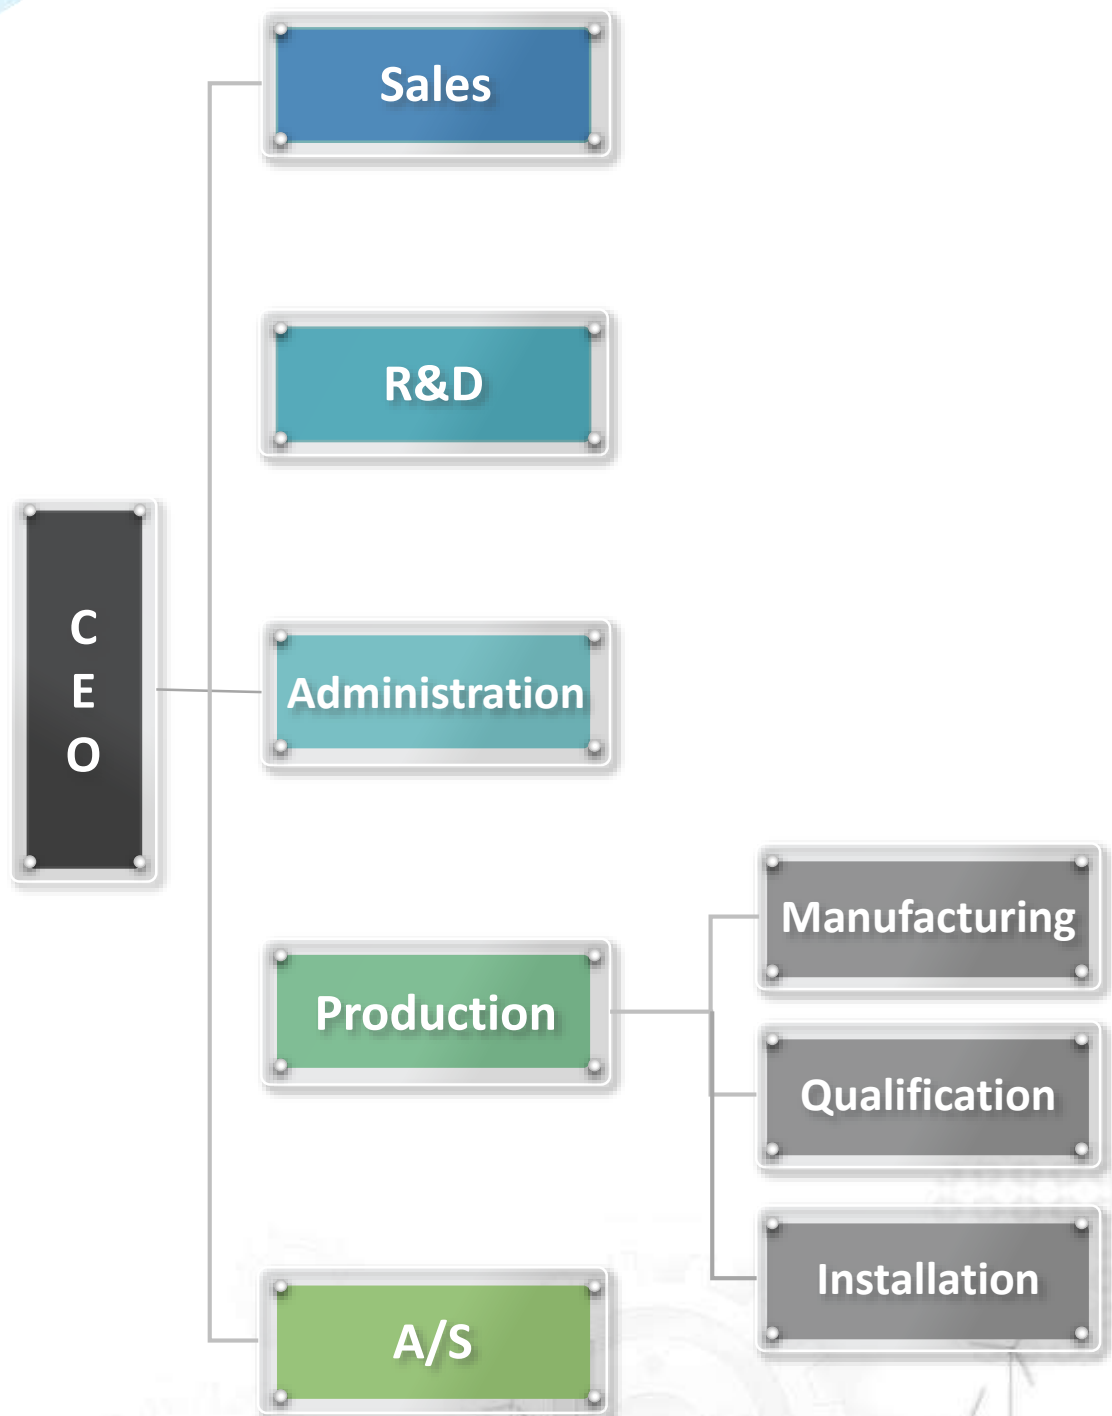 Sales
R&D
C
E
O
Administration
Production
Manufacturing
Qualification
Installation
A/S